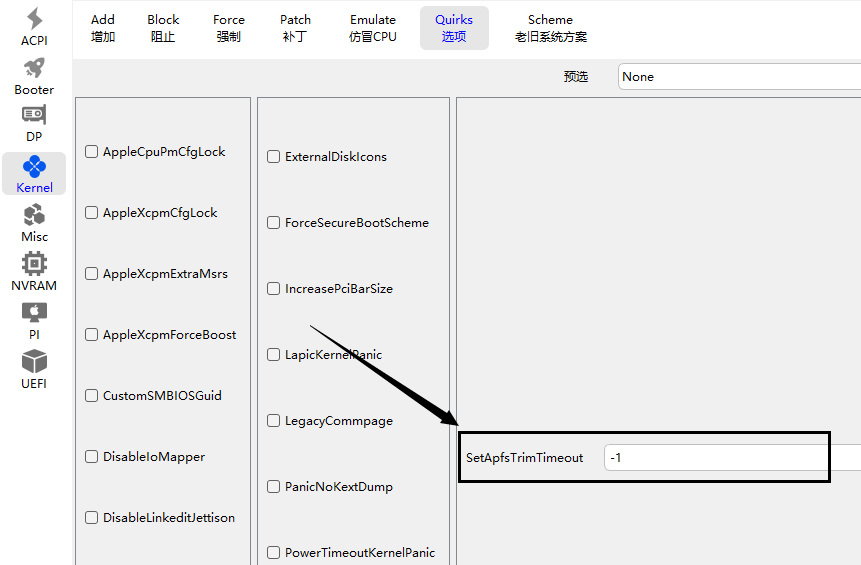 ACPI
Booter
DP
Kernel
Misc
NVRAM
PI
UEFI
Add
增加
Block
阻止
Force
强制
Patch
补丁
Emulate
仿冒CPU
Quirks
选项
Scheme
老旧系统方案
预选
None
AppleCpuPmCfgLock
AppleXcpmCfgLock
AppleXcpmExtraMsrs
AppleXcpmForceBoost
CustomSMBIOSGuid
DisableIoMapper
DisableLinkeditJettison
ExternalDiskIcons
ForceSecureBootScheme
IncreasePciBarSize
LapicKernelPanic
LegacyCommpage
PanicNoKextDump
PowerTimeoutKernelPanic
SetApfsTrimTimeout
-1